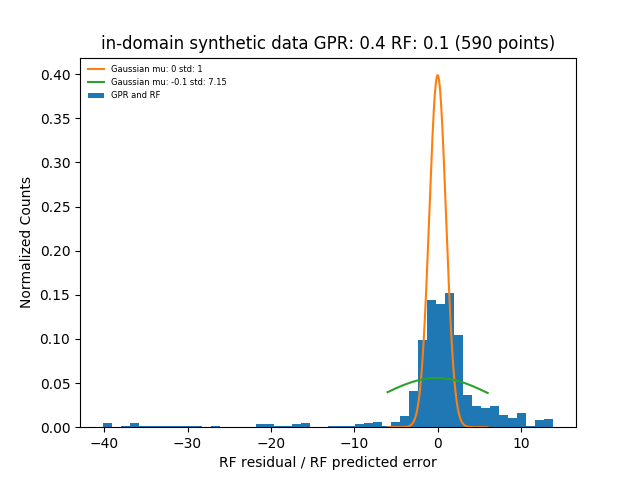 in-domain synthetic data GPR: 0.4 RF: 0.1 (590 points)
Gaussian mu: 0 std: 1
Gaussian mu: -0.1 std: 7.15
GPR and RF
0.40
0.35
0.30
0.25
0.20
0.15
0.10
0.05
0.00
Normalized Counts
−40 −30 −20 −10 0 10
RF residual / RF predicted error